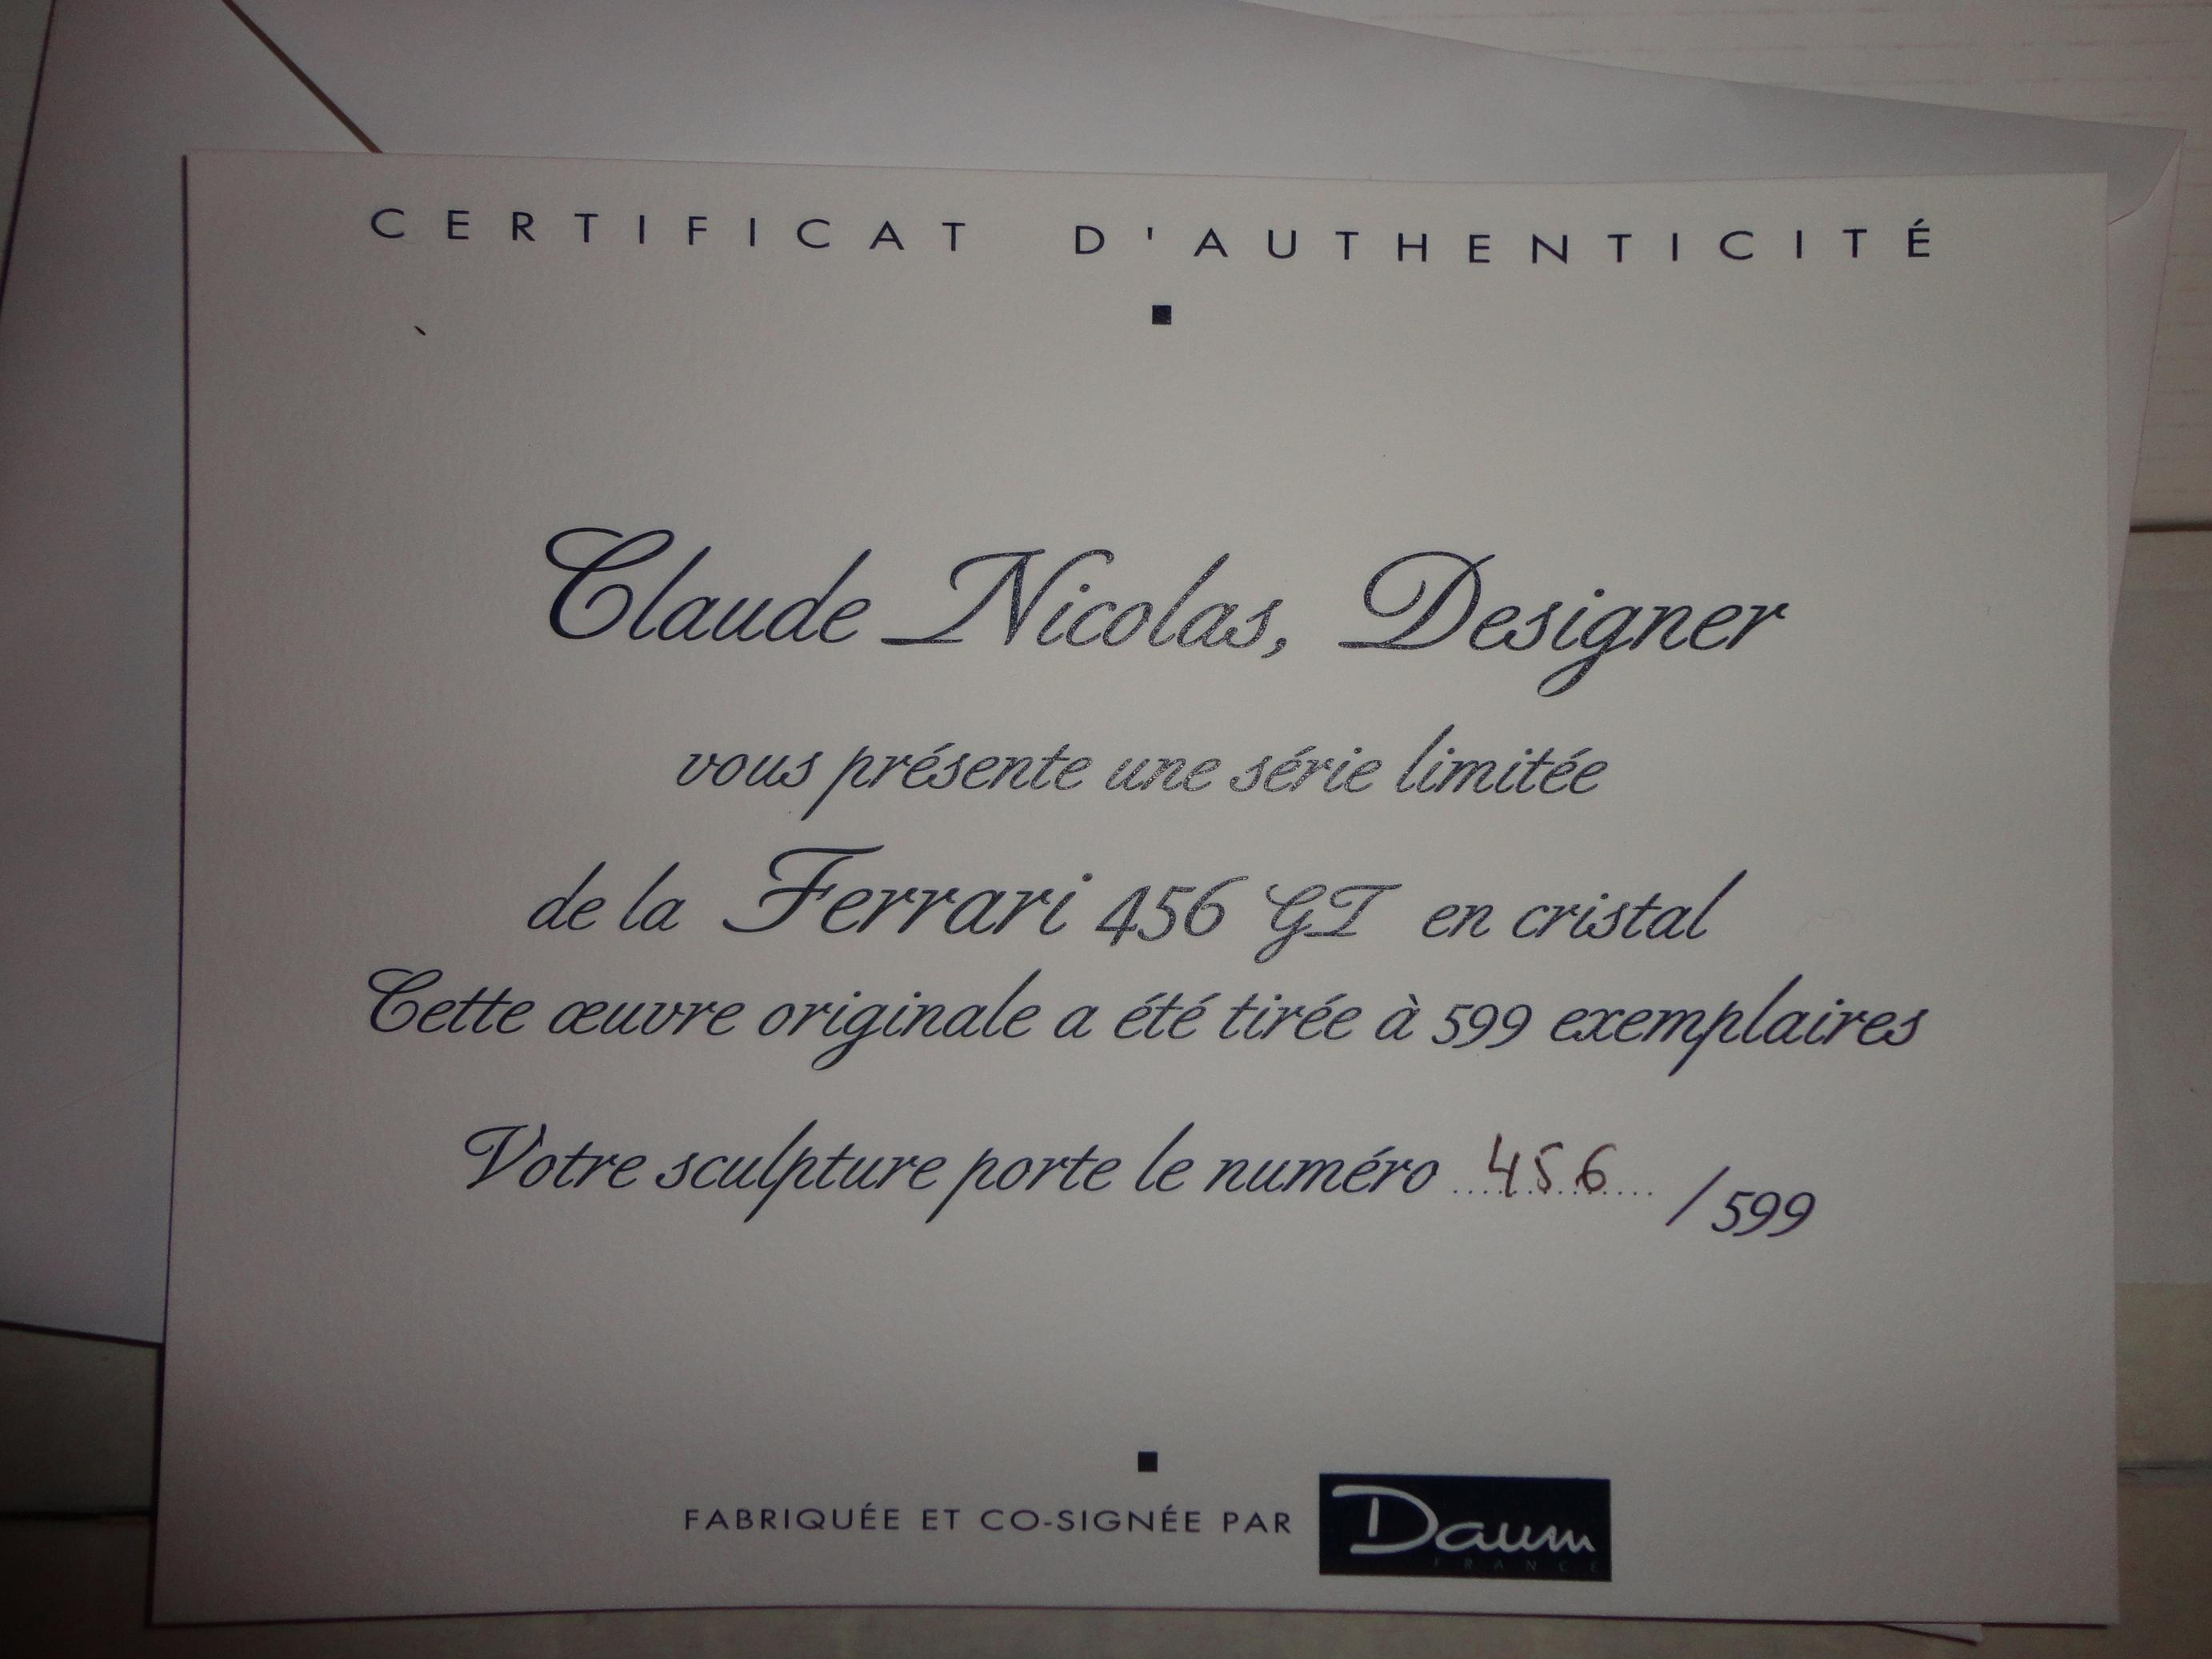 CERTIFICAT D'AUTHENTICITÉ
Claude Nicolas, Designer
vous présente une série limitée
de la Ferrari 456 GT en cristal
Cette œuvre originale a été tirée à 599 exemplaires
Votre sculpture porte le numéro 456 /599
FABRIQUÉE ET CO-SIGNÉE PAR Daum
FRANCE